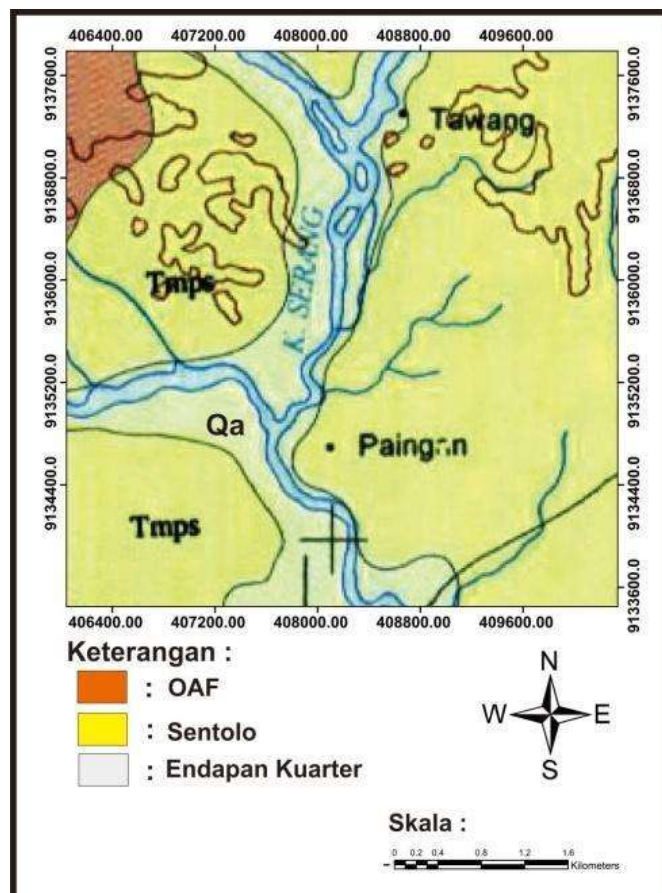 406400.00 407200.00 408000.00 408800.00 409600.00
9137600.0 9137600.0
Tawang
9136800.0 9136800.0
K. SERANG
Tmps
9136000.0 9136000.0
9135200.0 9135200.0
Qa
9134400.0 9134400.0
Tmps
9133600.0 9133600.0
406400.00 407200.00 408000.00 408800.00 409600.00
Keterangan :
: OAF
: Sentolo
: Endapan Kuarter
N
W E
S
Skala :
0 0.2 0.4 0.8 1.2 1.6
Kilometers